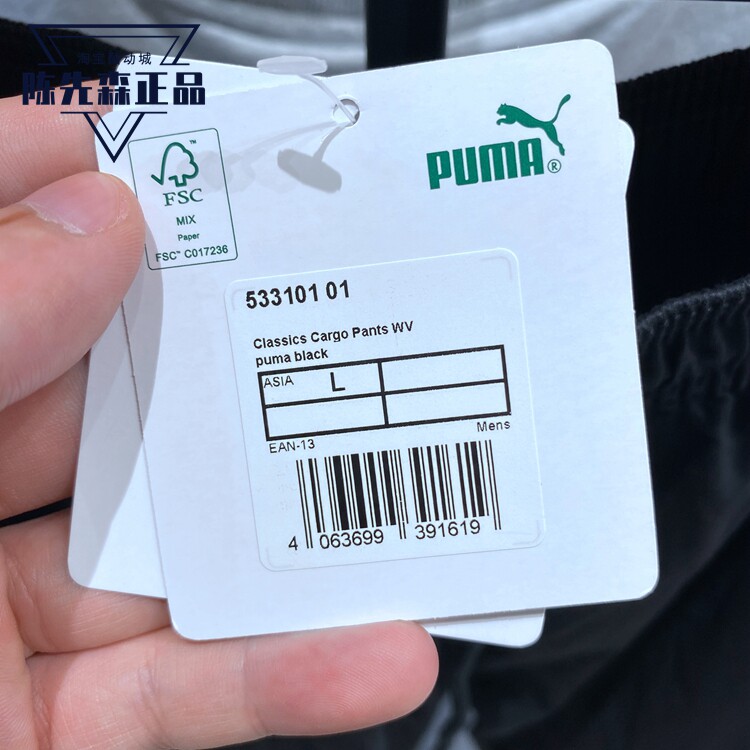 陈先森正品
PUMA®
FSC™
MIX
Paper
FSC™ C017236
533101 01
Classics Cargo Pants WV
puma black
ASIA L
EAN-13 Mens
4 063699 391619